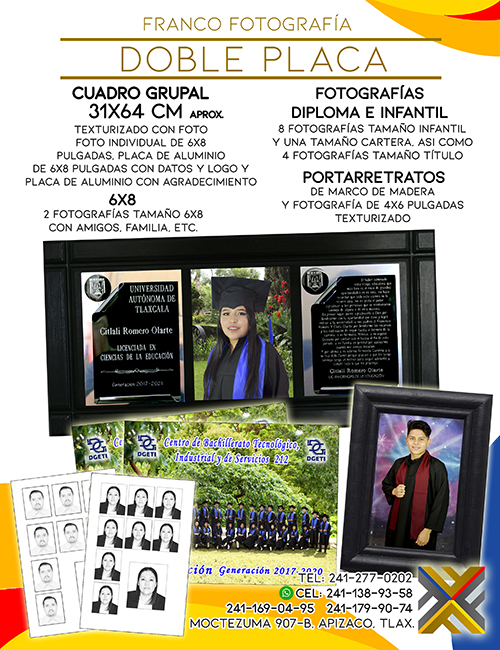 FRANCO FOTOGRAFÍA
DOBLE PLACA
CUADRO GRUPAL
31X64 CM APROX.
TEXTURIZADO CON FOTO
FOTO INDIVIDUAL DE 6X8
PULGADAS, PLACA DE ALUMINIO
DE 6X8 PULGADAS CON DATOS Y LOGO Y
PLACA DE ALUMINIO CON AGRADECIMIENTO
6X8
2 FOTOGRAFÍAS TAMAÑO 6X8
CON AMIGOS, FAMILIA, ETC.
FOTOGRAFÍAS
DIPLOMA E INFANTIL
8 FOTOGRAFÍAS TAMAÑO INFANTIL
Y UNA TAMAÑO CARTERA, ASI COMO
4 FOTOGRAFÍAS TAMAÑO TÍTULO
PORTARRETRATOS
DE MARCO DE MADERA
Y FOTOGRAFÍA DE 4X6 PULGADAS
TEXTURIZADO
UNIVERSIDAD
AUTÓNOMA DE
TLAXCALA
Citlali Romero Olarte
LICENCIADA EN
CIENCIAS DE LA EDUCACIÓN
Generación 2017-2021
Citlali Romero Olarte
DGETI
DGETI
Centro de Bachillerato Tecnológico,
Industrial y de Servicios 212
Generación 2017-2020
TEL: 241-277-0202
CEL: 241-138-93-58
241-169-04-95 241-179-90-74
MOCTEZUMA 907-B, APIZACO, TLAX.